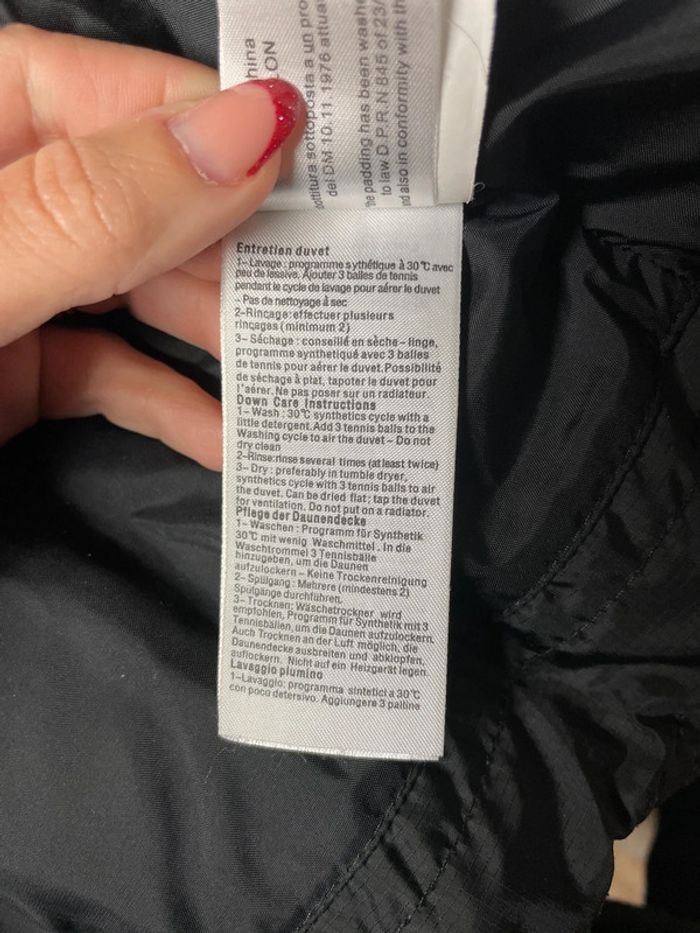 hina
LON
ottitura sottoposta a un pro
del DM 10.11.1976 attua
he padding has been washe
to law D.P.R.N 845 of 23/
nd also in conformity with th
Entretien duvet
1-Lavage: programme sythétique à 30℃ avec
peu de lessive. Ajouter 3 balles de tennis
pendant le cycle de lavage pour aérer le duvet
- Pas de nettoyage à sec
2-Rinçage:effectuer plusieurs
rinçages (minimum 2)
3- Séchage : conseillé en sèche - linge,
programme synthetiqué avec 3 balles
de tennis pour aérer le duvet.Possibilité
de séchage à plat, tapoter le duvet pour
l'aérer. Ne pas poser sur un radiateur.
Down Care Instructions
1- Wash : 30℃ synthetics cycle with a
little detergent. Add 3 tennis balls to the
Washing cycle to air the duvet - Do not
dry clean
2-Rinse:rinse several times (at least twice)
3- Dry : preferably in tumble dryer,
synthetics cycle with 3 tennis balls to air
the duvet. Can be dried flat; tap the duvet
for ventilation. Do not put on a radiator.
Pflege der Daunendecke
1- Waschen : Programm für Synthetik
30℃ mit wenig Waschmittel . In die
Waschtrommel 3 Tennisbälle
hinzugeben, um die Daunen
aufzulockern - Keine Trockenreinigung
2- Spülgang : Mehrere (mindestens 2)
Spülgänge durchführen.
3- Trocknen: Wäschetrockner wird
empfohlen, Programm für Synthetik mit 3
Tennisbällen, um die Daunen aufzulockern.
Auch Trocknen an der Luft möglich, die
Daunendecke ausbreiten und abklopfen,
auflockern. Nicht auf ein Heizgerät legen.
Lavaggio piumino
1-Lavaggio: programma sintetici a 30℃
con poco detersivo. Aggiungere 3 palline